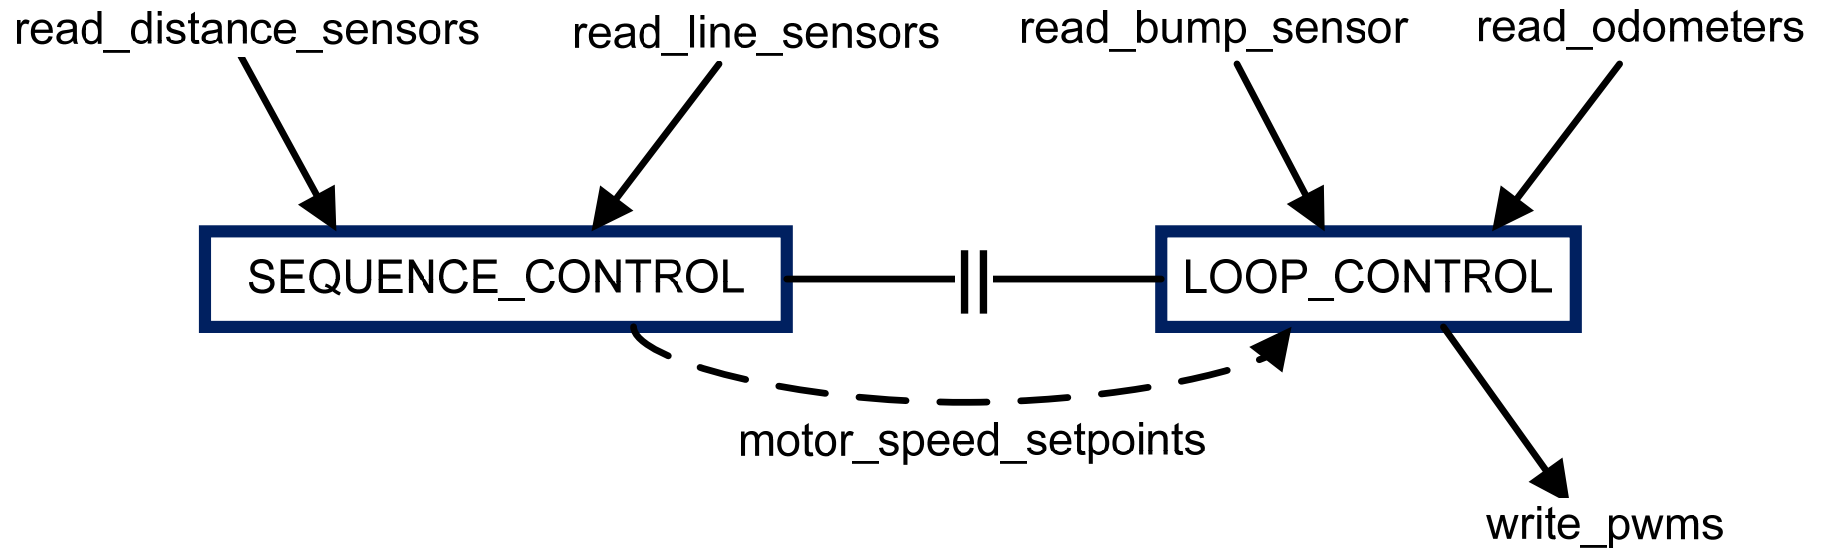 read_distance_sensors
read_line_sensors
read_bump_sensor
read_odometers
SEQUENCE_CONTROL
LOOP_CONTROL
motor_speed_setpoints
write_pwms